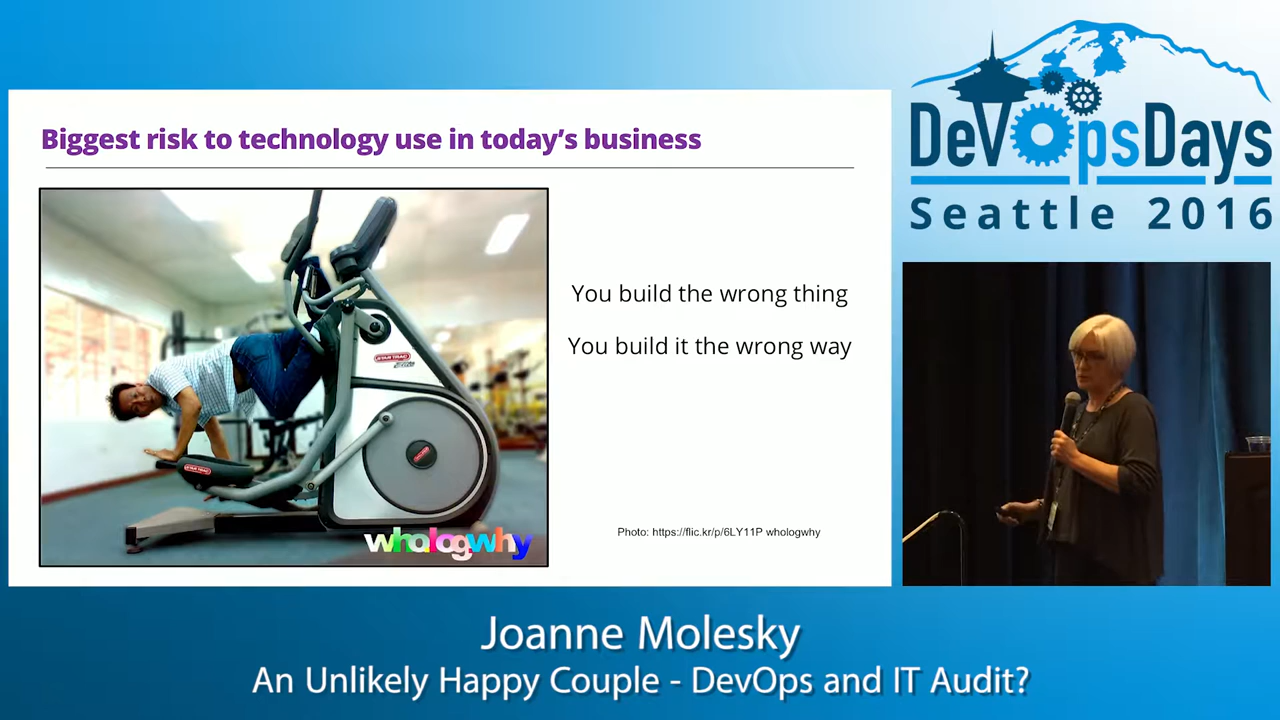 Biggest risk to technology use in today's business
You build the wrong thing
You build it the wrong way
Photo: https://flic.kr/p/6LY11P whologwhy
STAR TRAC
STAR TRAC
whologwhy
DevOpsDays
Seattle 2016
Joanne Molesky
An Unlikely Happy Couple - DevOps and IT Audit?